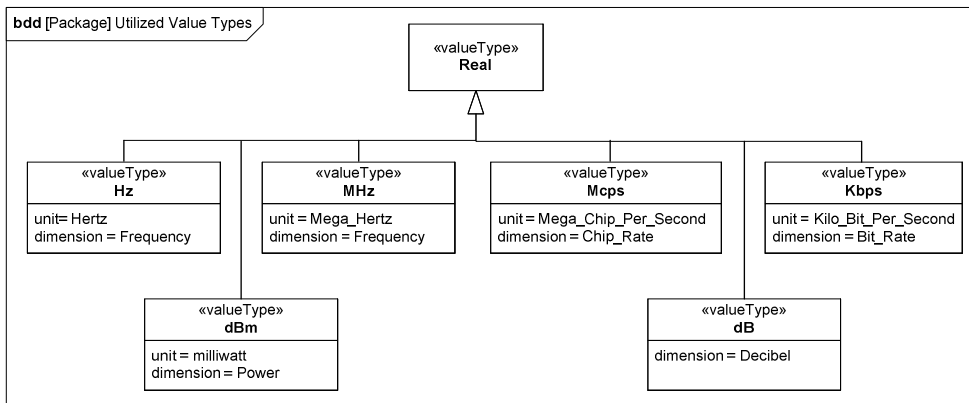 bdd [Package] Utilized Value Types
«valueType»
Real
«valueType»
Hz
unit= Hertz
dimension = Frequency
«valueType»
MHz
unit = Mega_Hertz
dimension = Frequency
«valueType»
Mcps
unit = Mega_Chip_Per_Second
dimension = Chip_Rate
«valueType»
Kbps
unit = Kilo_Bit_Per_Second
dimension = Bit_Rate
«valueType»
dBm
unit = milliwatt
dimension = Power
«valueType»
dB
dimension = Decibel